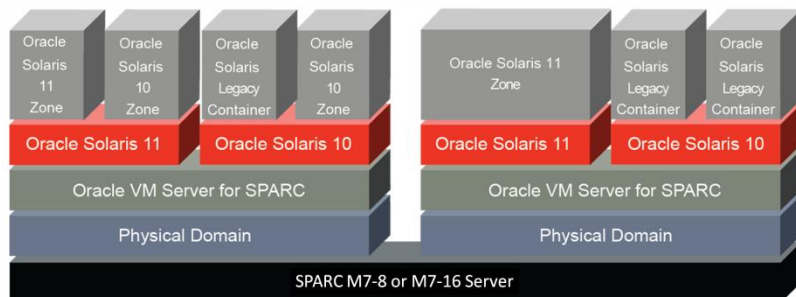 Oracle
Solaris
11
Zone
Oracle
Solaris
10
Zone
Oracle
Solaris
Legacy
Container
Oracle
Solaris
10
Zone
Oracle Solaris 11
Zone
Oracle
Solaris
Legacy
Container
Oracle
Solaris
Legacy
Container
Oracle Solaris 11
Oracle Solaris 10
Oracle Solaris 11
Oracle Solaris 10
Oracle VM Server for SPARC
Oracle VM Server for SPARC
Physical Domain
Physical Domain
SPARC M7-8 or M7-16 Server